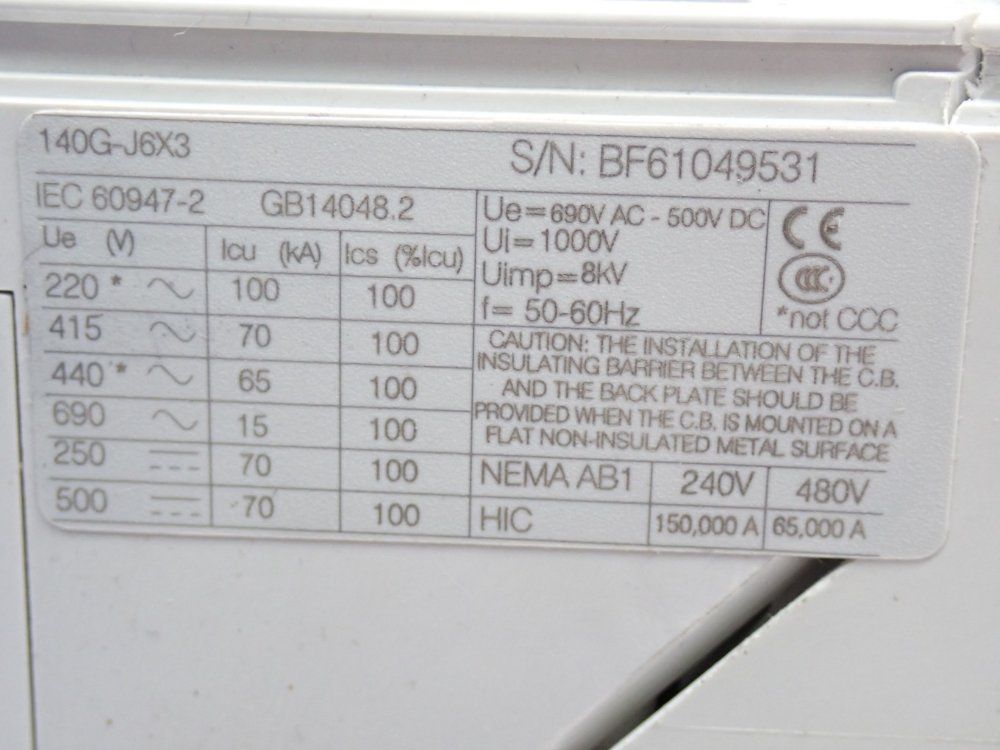 140G-J6X3
S/N: BF61049531
IEC 60947-2 GB14048.2
Ue (V) Icu (kA) Ics (%Icu)
220 * ~ 100 100
415 ~ 70 100
440 * ~ 65 100
690 ~ 15 100
250 ⎓ 70 100
500 ⎓ 70 100
Ue=690V AC - 500V DC
Ui=1000V
Uimp=8kV
f= 50-60Hz
CE
CCC
*not CCC
CAUTION: THE INSTALLATION OF THE
INSULATING BARRIER BETWEEN THE C.B.
AND THE BACK PLATE SHOULD BE
PROVIDED WHEN THE C.B. IS MOUNTED ON A
FLAT NON-INSULATED METAL SURFACE
NEMA AB1 240V 480V
HIC 150,000 A 65,000 A